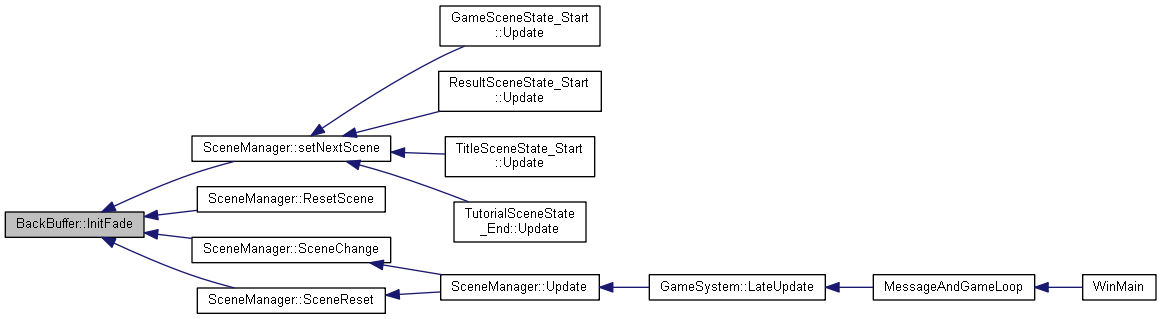 GameSceneState_Start
::Update
ResultSceneState_Start
::Update
SceneManager::setNextScene
TitleSceneState_Start
::Update
SceneManager::ResetScene
TutorialSceneState
_End::Update
BackBuffer::InitFade
SceneManager::SceneChange
SceneManager::SceneReset
SceneManager::Update
GameSystem::LateUpdate
MessageAndGameLoop
WinMain